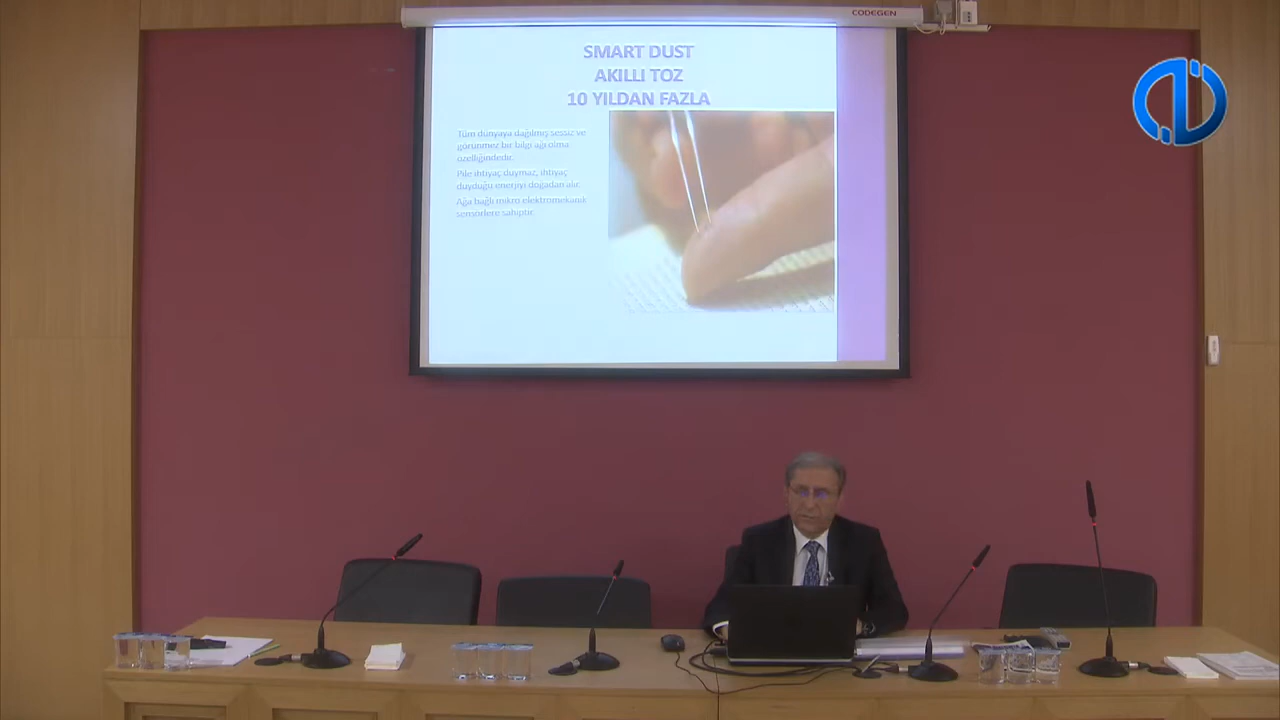 CODEGEN
SMART DUST
AKILLI TOZ
10 YILDAN FAZLA
Tüm dünyaya dağılmış sessiz ve
görünmez bir bilgi ağı olma
özelliğindedir.
Pile ihtiyaç duymaz, ihtiyaç
duyduğu enerjiyi doğadan alır.
Ağa bağlı mikro elektromekanik
sensörlere sahiptir.